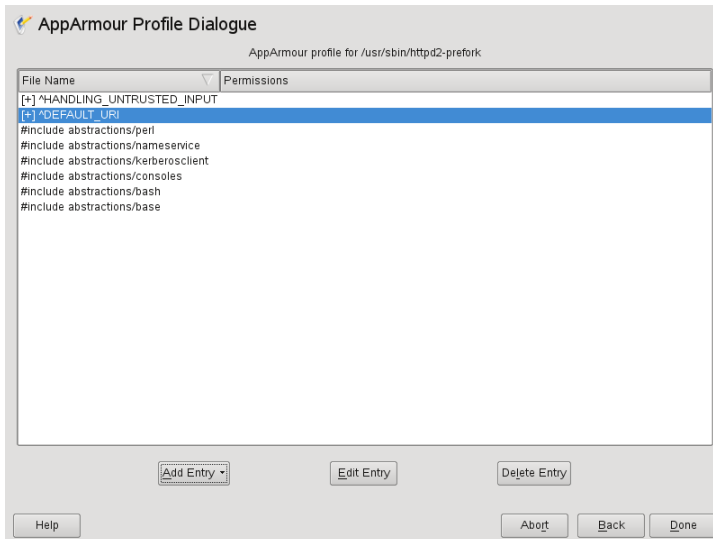 AppArmour Profile Dialogue
AppArmour profile for /usr/sbin/httpd2-prefork
File Name Permissions
[+] ^HANDLING_UNTRUSTED_INPUT
[+] ^DEFAULT_URI
#include abstractions/perl
#include abstractions/nameservice
#include abstractions/kerberosclient
#include abstractions/consoles
#include abstractions/bash
#include abstractions/base
Add Entry Edit Entry Delete Entry
Help Abort Back Done